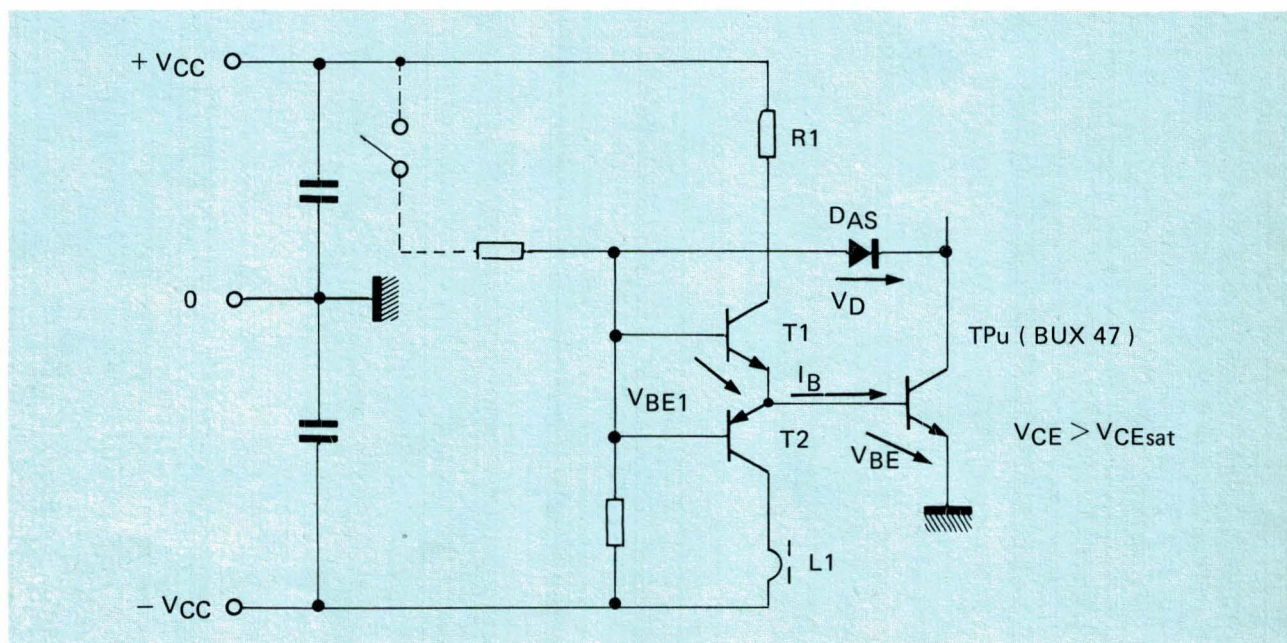 + VCC
R1
DAS
VD
0
T1
TPu ( BUX 47 )
IB
VBE1
T2
VCE > VCEsat
VBE
L1
− VCC